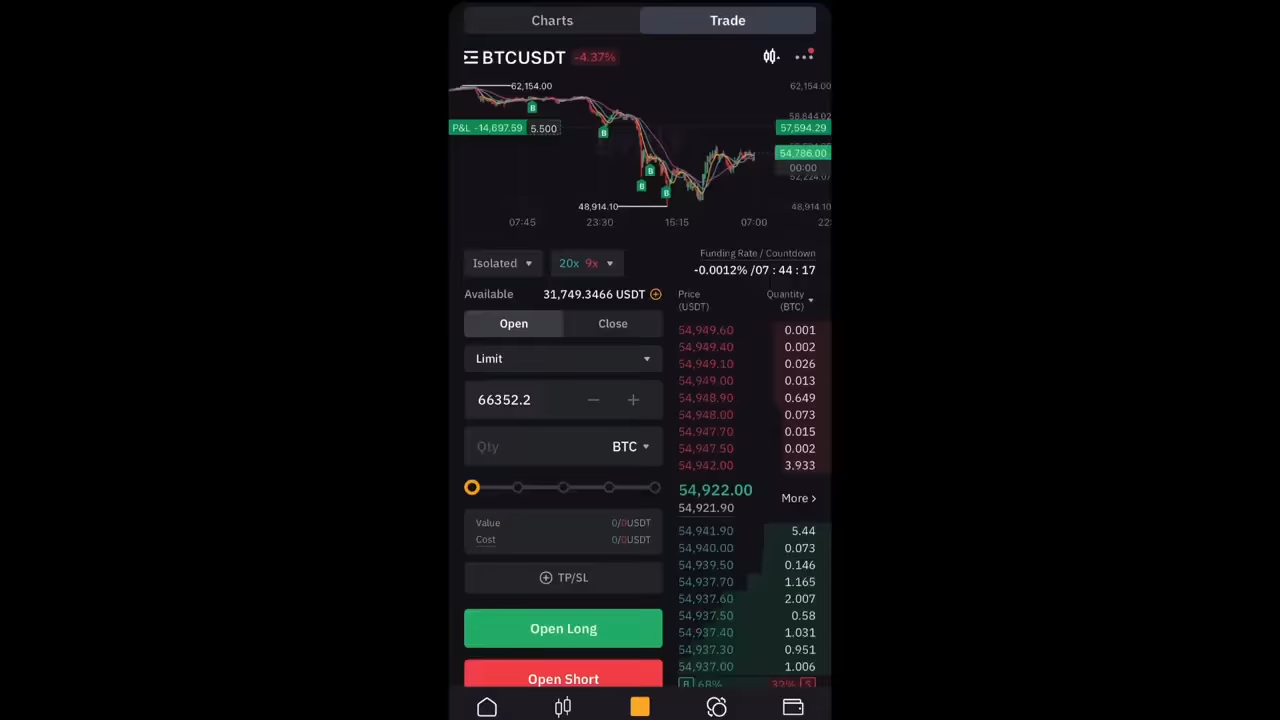 Charts Trade
BTCUSDT -4.37%
62,154.00 62,154.00
B
58,844.02
P&L -14,697.59 5.500 57,594.29
B
54,786.00
00:00
B
B B
48,914.10 48,914.10
07:45 23:30 15:15 07:00 22:
Isolated 20x 9x
Funding Rate / Countdown
-0.0012% /07 : 44 : 17
Available 31,749.3466 USDT
Price Quantity
(USDT) (BTC)
Open Close
54,949.60 0.001
54,949.40 0.002
Limit
54,949.10 0.026
54,949.00 0.013
66352.2
54,948.90 0.649
54,948.00 0.073
54,947.70 0.015
Qty BTC
54,947.50 0.002
54,942.00 3.933
54,922.00
More >
54,921.90
Value 0/0USDT
Cost 0/0USDT
54,941.90 5.44
54,940.00 0.073
54,939.50 0.146
TP/SL
54,937.70 1.165
54,937.60 2.007
54,937.50 0.58
Open Long
54,937.40 1.031
54,937.30 0.951
54,937.00 1.006
Open Short
B 68% 32% S